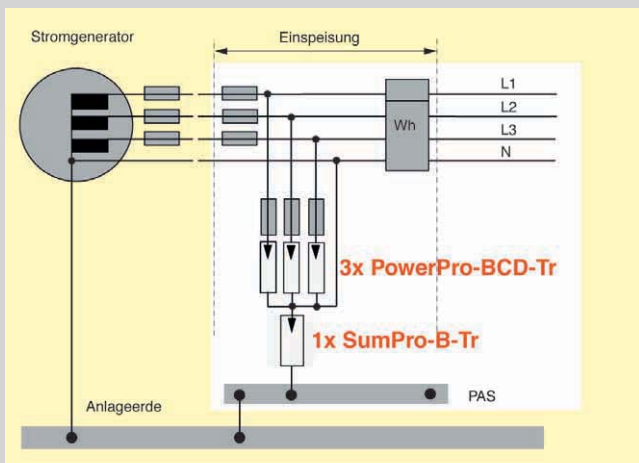 Stromgenerator
Einspeisung
L1
L2
L3
N
Wh
3x PowerPro-BCD-Tr
1x SumPro-B-Tr
PAS
Anlageerde